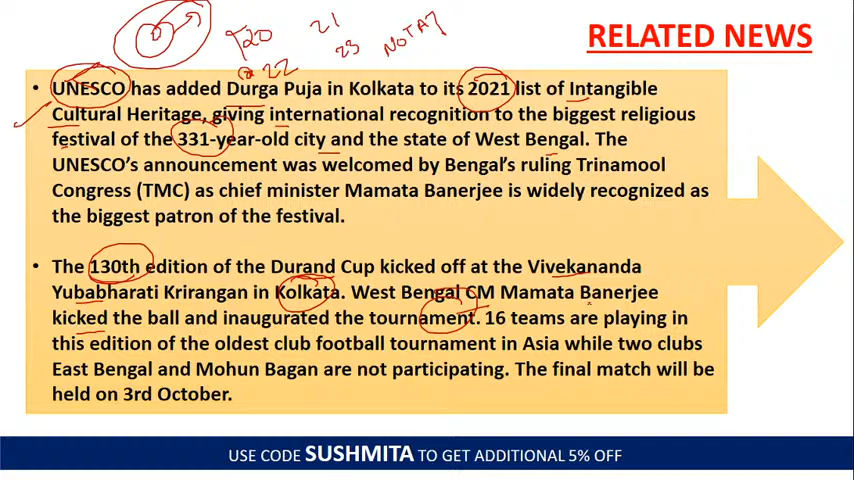 RELATED NEWS
T20
21
@ 22
23
NOTA7
• UNESCO has added Durga Puja in Kolkata to its 2021 list of Intangible
Cultural Heritage, giving international recognition to the biggest religious
festival of the 331-year-old city and the state of West Bengal. The
UNESCO’s announcement was welcomed by Bengal’s ruling Trinamool
Congress (TMC) as chief minister Mamata Banerjee is widely recognized as
the biggest patron of the festival.
• The 130th edition of the Durand Cup kicked off at the Vivekananda
Yubabharati Krirangan in Kolkata. West Bengal CM Mamata Banerjee
kicked the ball and inaugurated the tournament. 16 teams are playing in
this edition of the oldest club football tournament in Asia while two clubs
East Bengal and Mohun Bagan are not participating. The final match will be
held on 3rd October.
USE CODE SUSHMITA TO GET ADDITIONAL 5% OFF